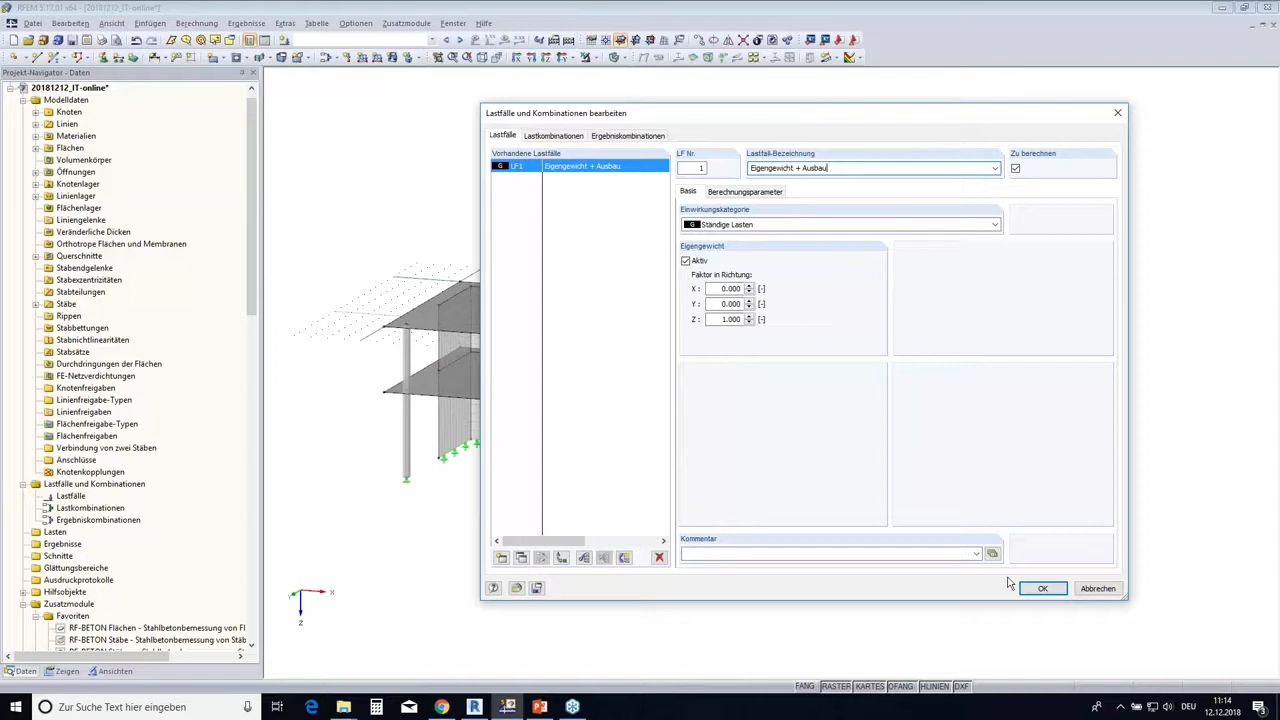 RFEM 5.17.01 x64 - [20181212_IT-online*]
Datei Bearbeiten Ansicht Einfügen Berechnung Ergebnisse Extras Tabelle Optionen Zusatzmodule Fenster Hilfe
Projekt-Navigator - Daten
20181212_IT-online*
Modelldaten
Knoten
Linien
Materialien
Flächen
Volumenkörper
Öffnungen
Knotenlager
Linienlager
Flächenlager
Liniengelenke
Veränderliche Dicken
Orthotrope Flächen und Membranen
Querschnitte
Stabendgelenke
Stabexzentrizitäten
Stabteilungen
Stäbe
Rippen
Stabbettungen
Stabnichtlinearitäten
Stabsätze
Durchdringungen der Flächen
FE-Netzverdichtungen
Knotenfreigaben
Linienfreigabe-Typen
Linienfreigaben
Flächenfreigabe-Typen
Flächenfreigaben
Verbindung von zwei Stäben
Anschlüsse
Knotenkopplungen
Lastfälle und Kombinationen
Lastfälle
Lastkombinationen
Ergebniskombinationen
Lasten
Ergebnisse
Schnitte
Glättungsbereiche
Ausdruckprotokolle
Hilfsobjekte
Zusatzmodule
Favoriten
RF-BETON Flächen - Stahlbetonbemessung von Fl
RF-BETON Stäbe - Stahlbetonbemessung von Stäb
Daten Zeigen Ansichten
X
Z
Lastfälle und Kombinationen bearbeiten
Lastfälle Lastkombinationen Ergebniskombinationen
Vorhandene Lastfälle
G LF1 Eigengewicht + Ausbau
LF Nr.
1
Lastfall-Bezeichnung
Eigengewicht + Ausbau
Zu berechnen
Basis Berechnungsparameter
Einwirkungskategorie
G Ständige Lasten
Eigengewicht
Aktiv
Faktor in Richtung:
X : 0.000 [-]
Y : 0.000 [-]
Z : 1.000 [-]
Kommentar
OK Abbrechen
FANG RASTER KARTES OFANG HLINIEN DXF
Zur Suche Text hier eingeben
DEU
11:14
12.12.2018